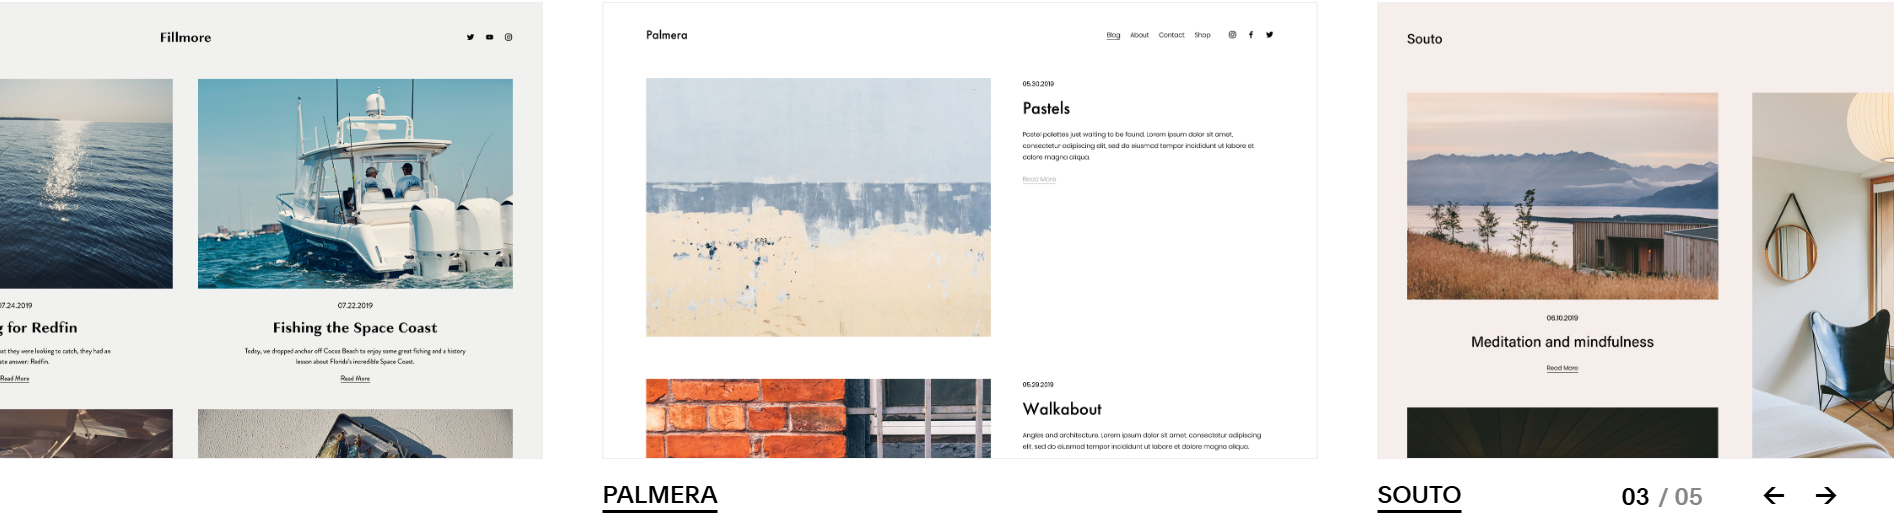 Fillmore
07.24.2019
g for Redfin
at they were looking to catch, they had an
te answer: Redfin.
Read More
07.22.2019
Fishing the Space Coast
Today, we dropped anchor off Cocoa Beach to enjoy some great fishing and a history
lesson about Florida's incredible Space Coast.
Read More
Palmera
Blog About Contact Shop
05.30.2019
Pastels
Pastel palettes just waiting to be found. Lorem ipsum dolor sit amet,
consectetur adipiscing elit, sed do eiusmod tempor incididunt ut labore et
dolore magna aliqua.
Read More
05.29.2019
Walkabout
Angles and architecture. Lorem ipsum dolor sit amet, consectetur adipiscing
elit, sed do eiusmod tempor incididunt ut labore et dolore magna aliqua.
PALMERA
Souto
06.10.2019
Meditation and mindfulness
Read More
SOUTO
03 / 05